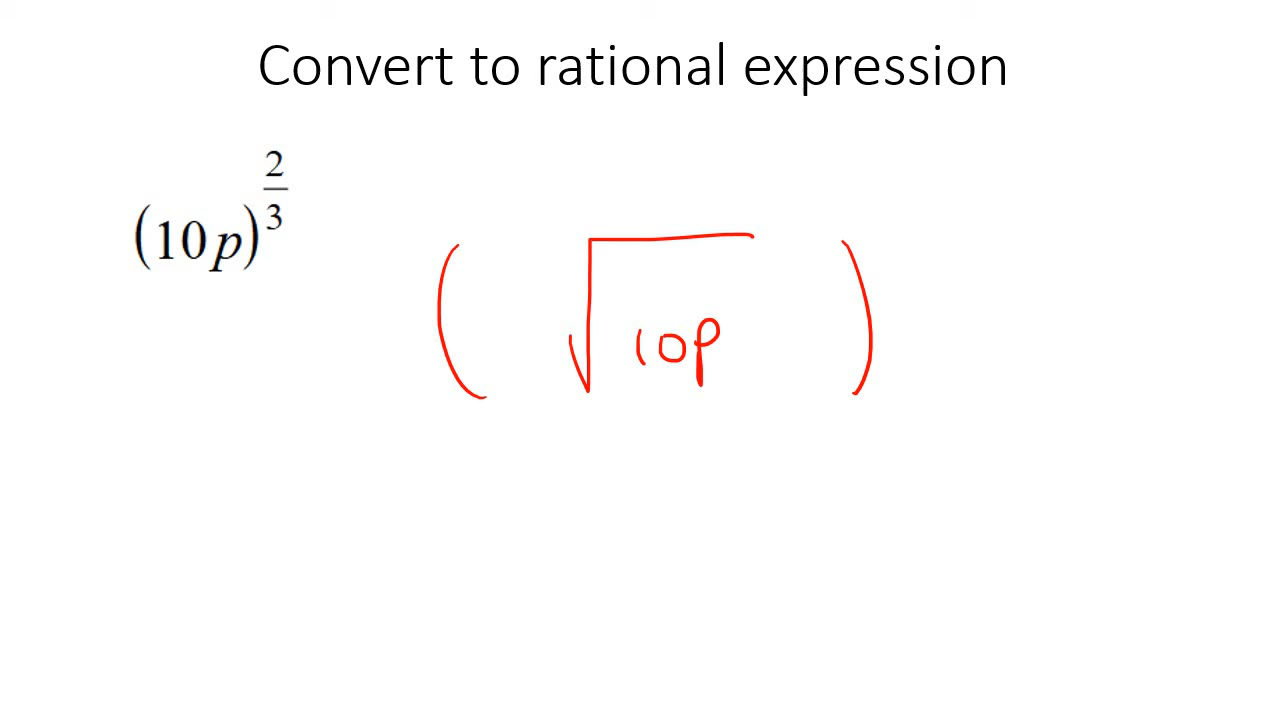 Convert to rational expression
(10p)^(2/3)
( √10p )